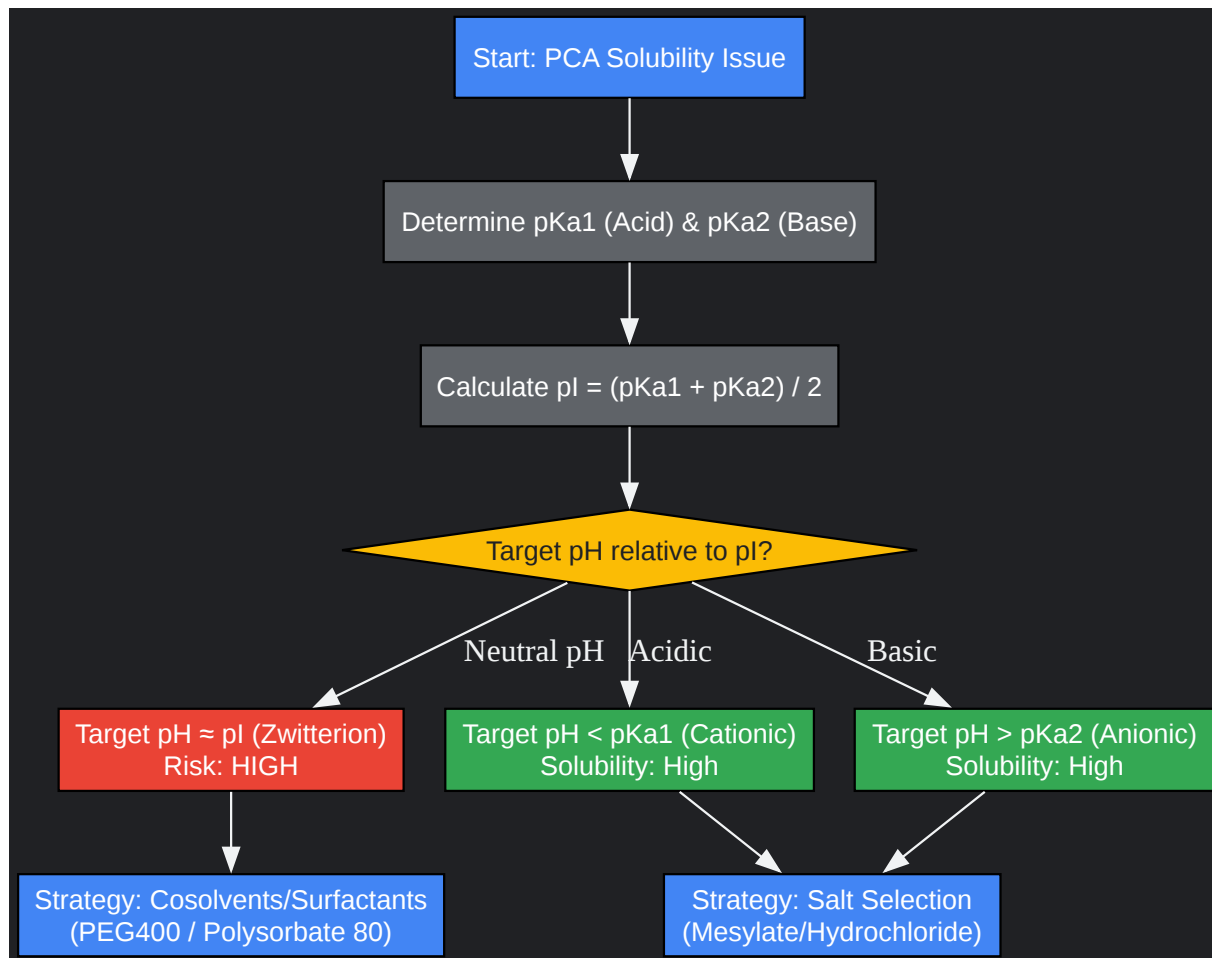 Start: PCA Solubility Issue
Determine pKa1 (Acid) & pKa2 (Base)
Calculate pI = (pKa1 + pKa2) / 2
Target pH relative to pI?
Neutral pH
Acidic
Basic
Target pH ≈ pI (Zwitterion)
Risk: HIGH
Target pH < pKa1 (Cationic)
Solubility: High
Target pH > pKa2 (Anionic)
Solubility: High
Strategy: Cosolvents/Surfactants
(PEG400 / Polysorbate 80)
Strategy: Salt Selection
(Mesylate/Hydrochloride)